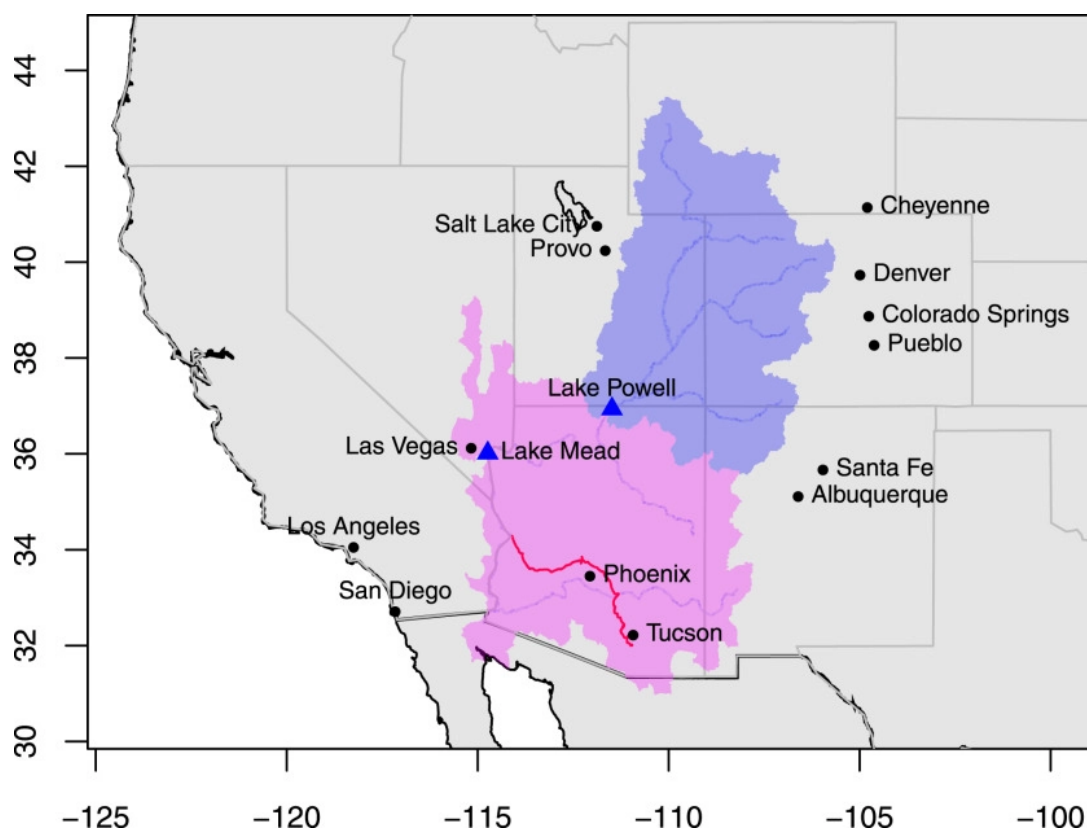 44
42
40
38
36
34
32
30
Cheyenne
Salt Lake City
Provo
Denver
Colorado Springs
Pueblo
Lake Powell
Las Vegas
Lake Mead
Santa Fe
Albuquerque
Los Angeles
Phoenix
San Diego
Tucson
−125 −120 −115 −110 −105 −100